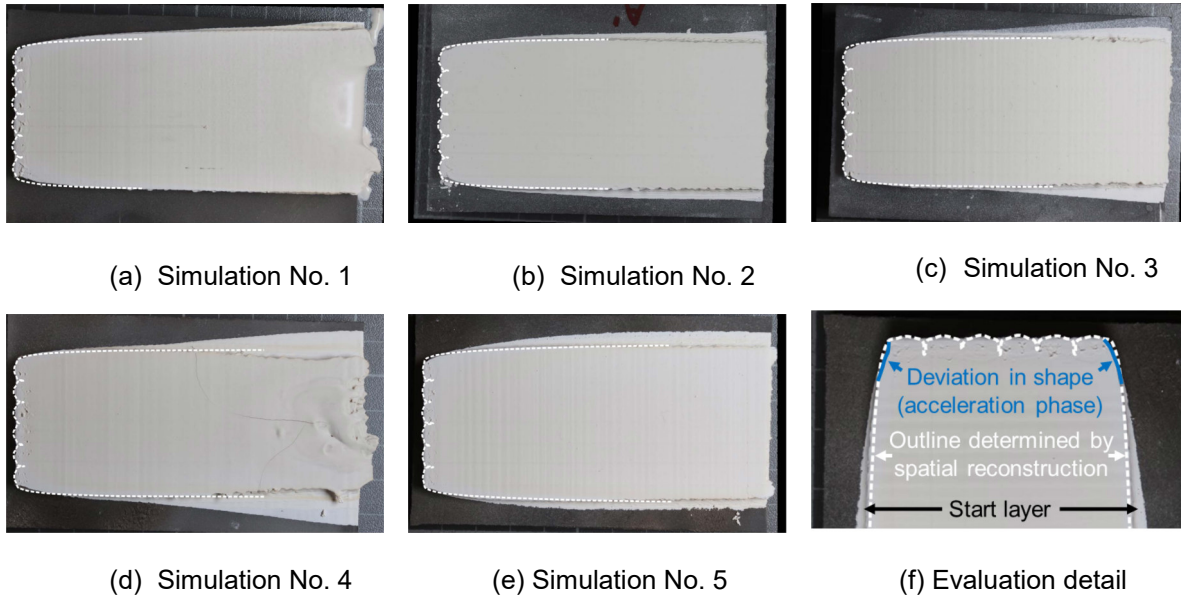 (a) Simulation No. 1
(b) Simulation No. 2
(c) Simulation No. 3
(d) Simulation No. 4
(e) Simulation No. 5
Deviation in shape
(acceleration phase)
Outline determined by
spatial reconstruction
Start layer
(f) Evaluation detail